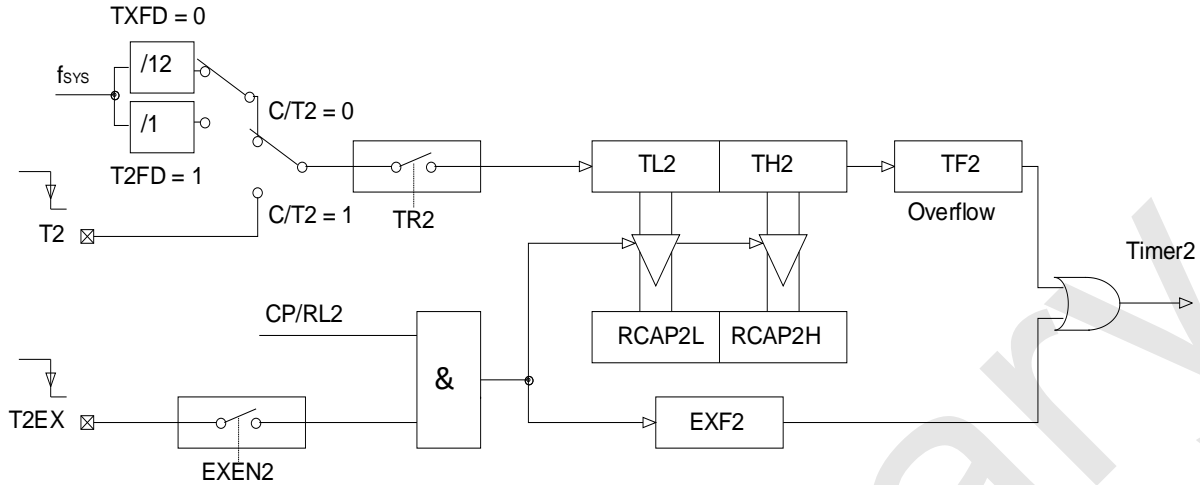 TXFD = 0
/12
fSYS
C/T2 = 0
/1
T2FD = 1
TL2
TH2
TF2
T2
C/T2 = 1
TR2
Overflow
Timer2
CP/RL2
RCAP2L
RCAP2H
&
T2EX
EXF2
EXEN2